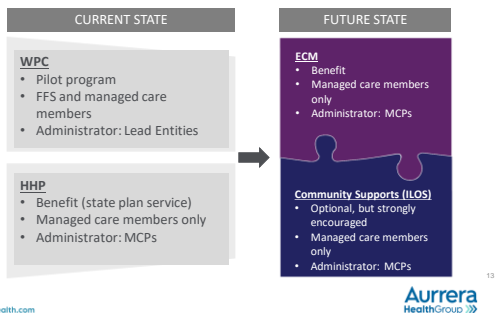 CURRENT STATE
WPC
• Pilot program
• FFS and managed care
members
• Administrator: Lead Entities
HHP
• Benefit (state plan service)
• Managed care members only
• Administrator: MCPs
FUTURE STATE
ECM
• Benefit
• Managed care members
only
• Administrator: MCPs
Community Supports (ILOS)
• Optional, but strongly
encouraged
• Managed care members
only
• Administrator: MCPs
13
ealth.com
Aurrera
HealthGroup